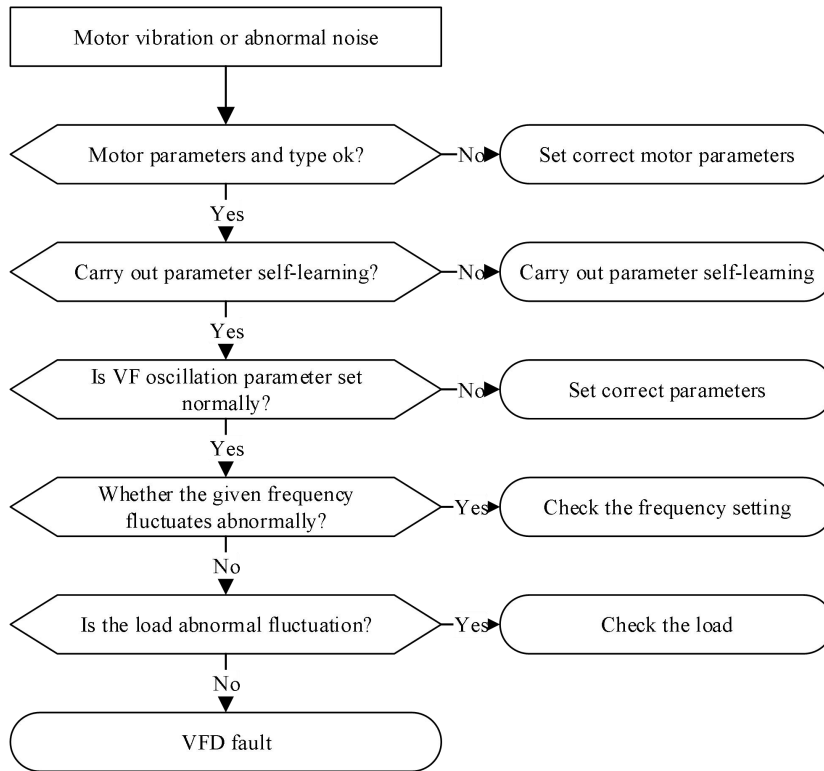 Motor vibration or abnormal noise
Motor parameters and type ok?
No
Set correct motor parameters
Yes
Carry out parameter self-learning?
No
Carry out parameter self-learning
Yes
Is VF oscillation parameter set
normally?
No
Set correct parameters
Yes
Whether the given frequency
fluctuates abnormally?
Yes
Check the frequency setting
No
Is the load abnormal fluctuation?
Yes
Check the load
No
VFD fault